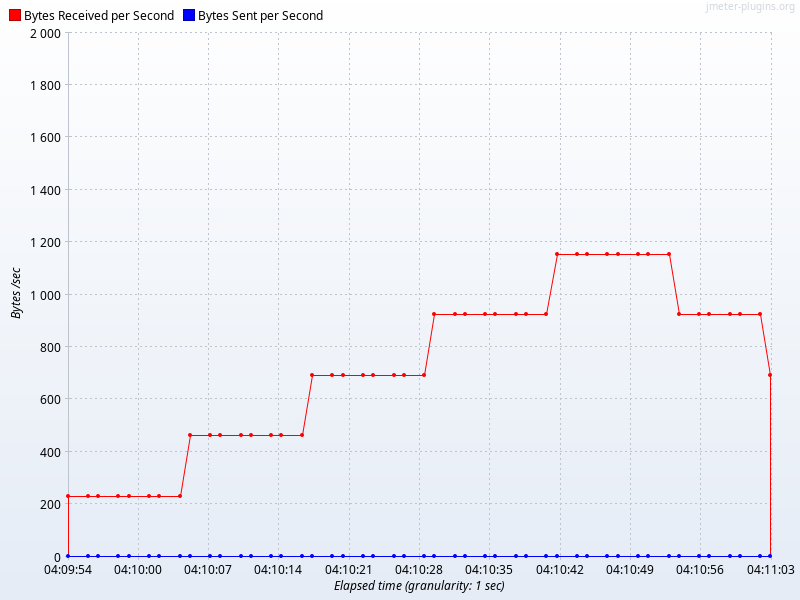 jmeter-plugins.org
Bytes Received per Second Bytes Sent per Second
2 000
1 800
1 600
1 400
1 200
1 000
800
600
400
200
0
Bytes /sec
04:09:54 04:10:00 04:10:07 04:10:14 04:10:21 04:10:28 04:10:35 04:10:42 04:10:49 04:10:56 04:11:03
Elapsed time (granularity: 1 sec)